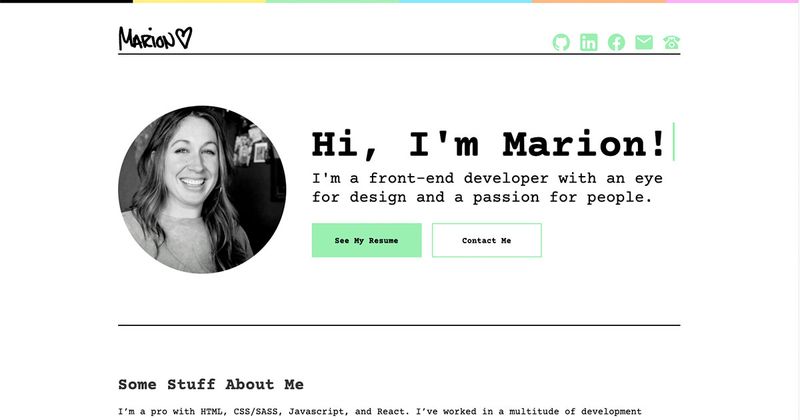 MARION
Hi, I'm Marion!
I'm a front-end developer with an eye
for design and a passion for people.
See My Resume
Contact Me
Some Stuff About Me
I'm a pro with HTML, CSS/SASS, Javascript, and React. I've worked in a multitude of development